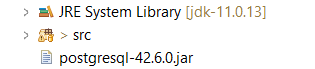 JRE System Library [jdk-11.0.13]
> src
postgresql-42.6.0.jar